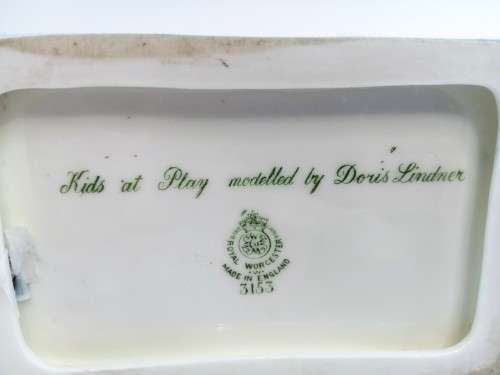 Kids at Play modelled by Doris Lindner
ROYAL WORCESTER
MADE IN ENGLAND
3153